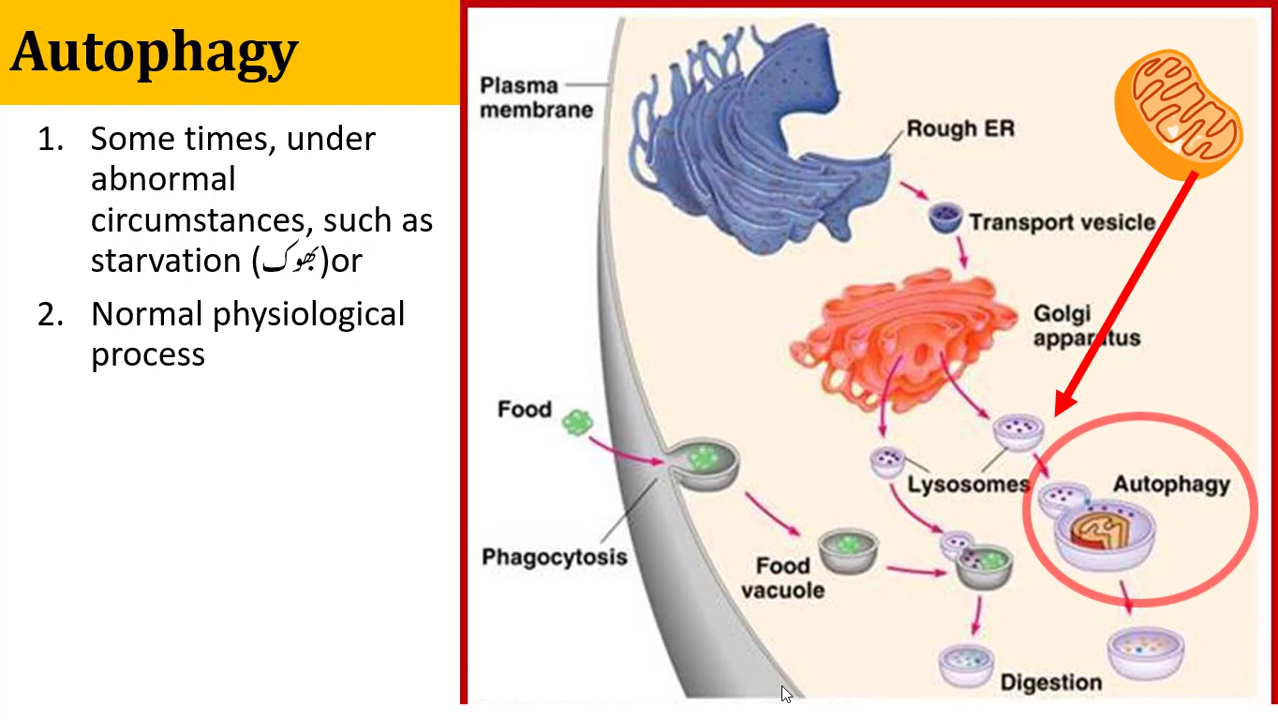 Autophagy
1. Some times, under
abnormal
circumstances, such as
starvation (بھوک)or
2. Normal physiological
process
Plasma
membrane
Rough ER
Transport vesicle
Golgi
apparatus
Food
Lysosomes
Autophagy
Phagocytosis
Food
vacuole
Digestion